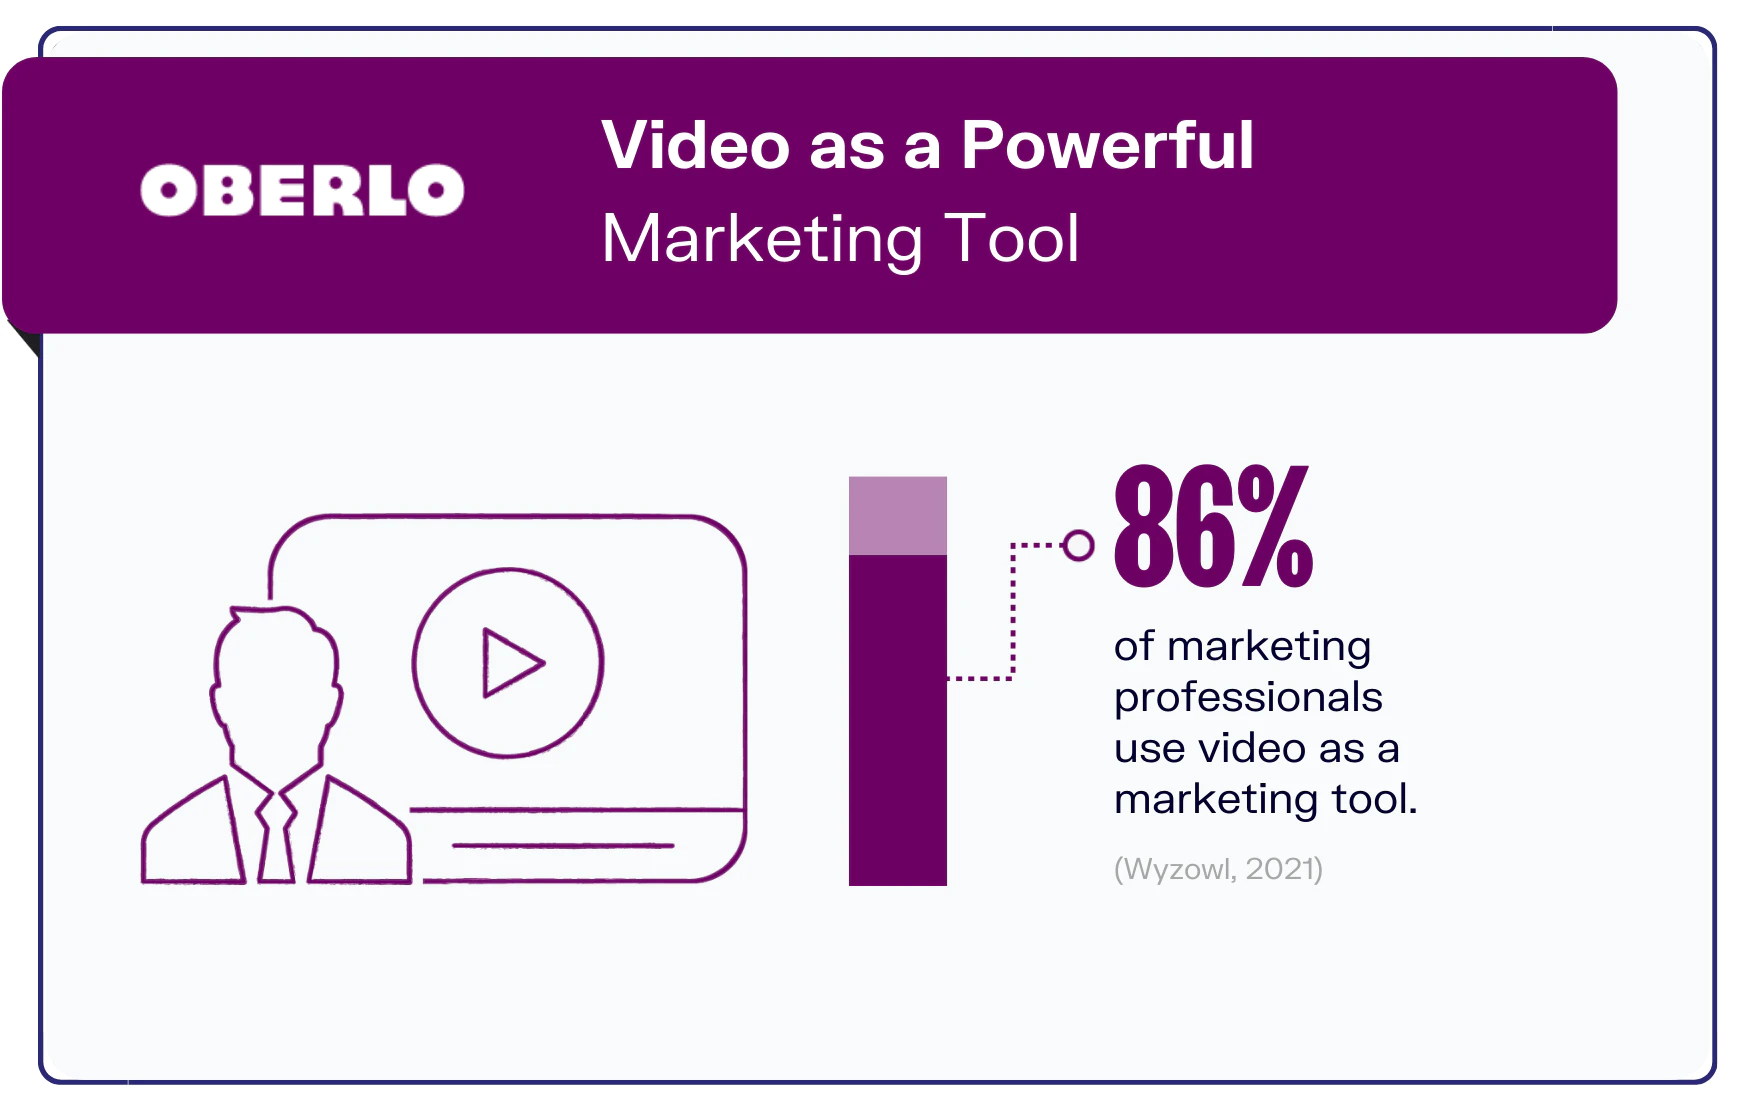 OBERLO
Video as a Powerful
Marketing Tool
86%
of marketing
professionals
use video as a
marketing tool.
(Wyzowl, 2021)